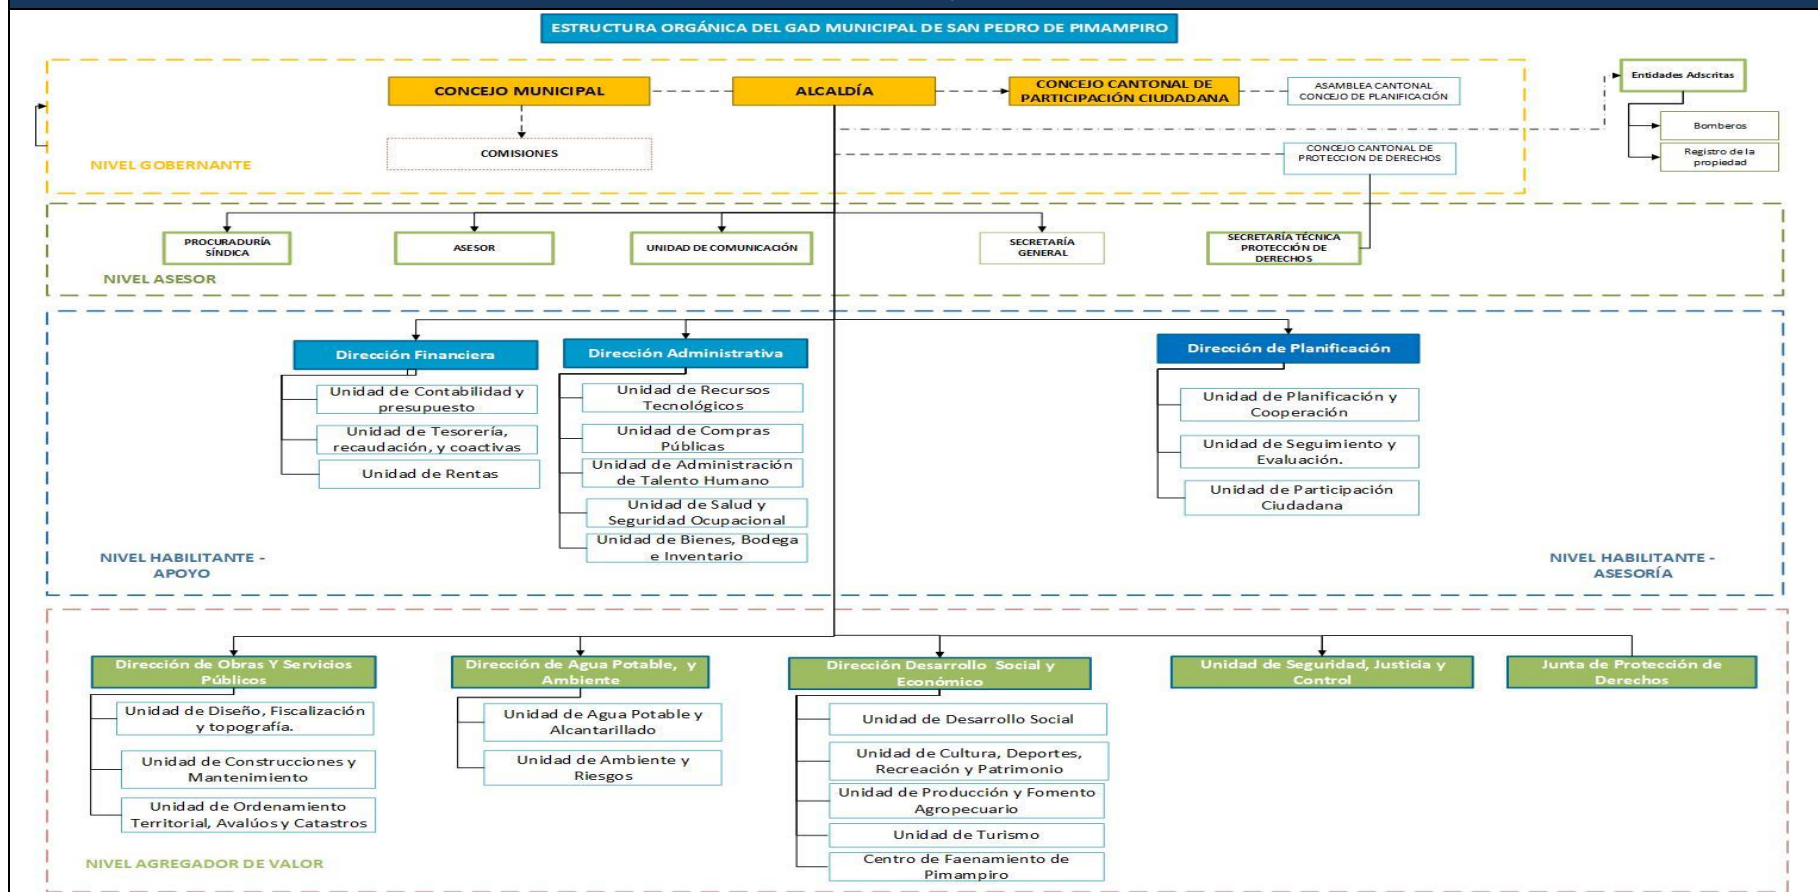 ESTRUCTURA ORGÁNICA DEL GAD MUNICIPAL DE SAN PEDRO DE PIMAMPIRO
CONCEJO MUNICIPAL
ALCALDÍA
CONCEJO CANTONAL DE
PARTICIPACIÓN CIUDADANA
ASAMBLEA CANTONAL
CONCEJO DE PLANIFICACIÓN
Entidades Adscritas
Bomberos
Registro de la
propiedad
COMISIONES
CONCEJO CANTONAL DE
PROTECCION DE DERECHOS
NIVEL GOBERNANTE
PROCURADURÍA
SÍNDICA
ASESOR
UNIDAD DE COMUNICACIÓN
SECRETARÍA
GENERAL
SECRETARÍA TÉCNICA
PROTECCIÓN DE
DERECHOS
NIVEL ASESOR
Dirección Financiera
Unidad de Contabilidad y
presupuesto
Unidad de Tesorería,
recaudación, y coactivas
Unidad de Rentas
Dirección Administrativa
Unidad de Recursos
Tecnológicos
Unidad de Compras
Públicas
Unidad de Administración
de Talento Humano
Unidad de Salud y
Seguridad Ocupacional
Unidad de Bienes, Bodega
e Inventario
Dirección de Planificación
Unidad de Planificación y
Cooperación
Unidad de Seguimiento y
Evaluación.
Unidad de Participación
Ciudadana
NIVEL HABILITANTE -
APOYO
NIVEL HABILITANTE -
ASESORÍA
Dirección de Obras Y Servicios
Públicos
Unidad de Diseño, Fiscalización
y topografía.
Unidad de Construcciones y
Mantenimiento
Unidad de Ordenamiento
Territorial, Avalúos y Catastros
Dirección de Agua Potable, y
Ambiente
Unidad de Agua Potable y
Alcantarillado
Unidad de Ambiente y
Riesgos
Dirección Desarrollo Social y
Económico
Unidad de Desarrollo Social
Unidad de Cultura, Deportes,
Recreación y Patrimonio
Unidad de Producción y Fomento
Agropecuario
Unidad de Turismo
Centro de Faenamiento de
Pimampiro
Unidad de Seguridad, Justicia y
Control
Junta de Protección de
Derechos
NIVEL AGREGADOR DE VALOR